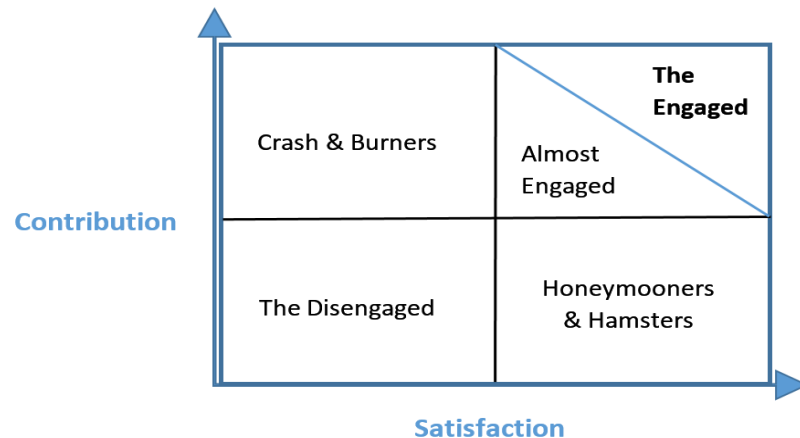 The
Engaged
Crash & Burners
Almost
Engaged
Contribution
The Disengaged
Honeymooners
& Hamsters
Satisfaction